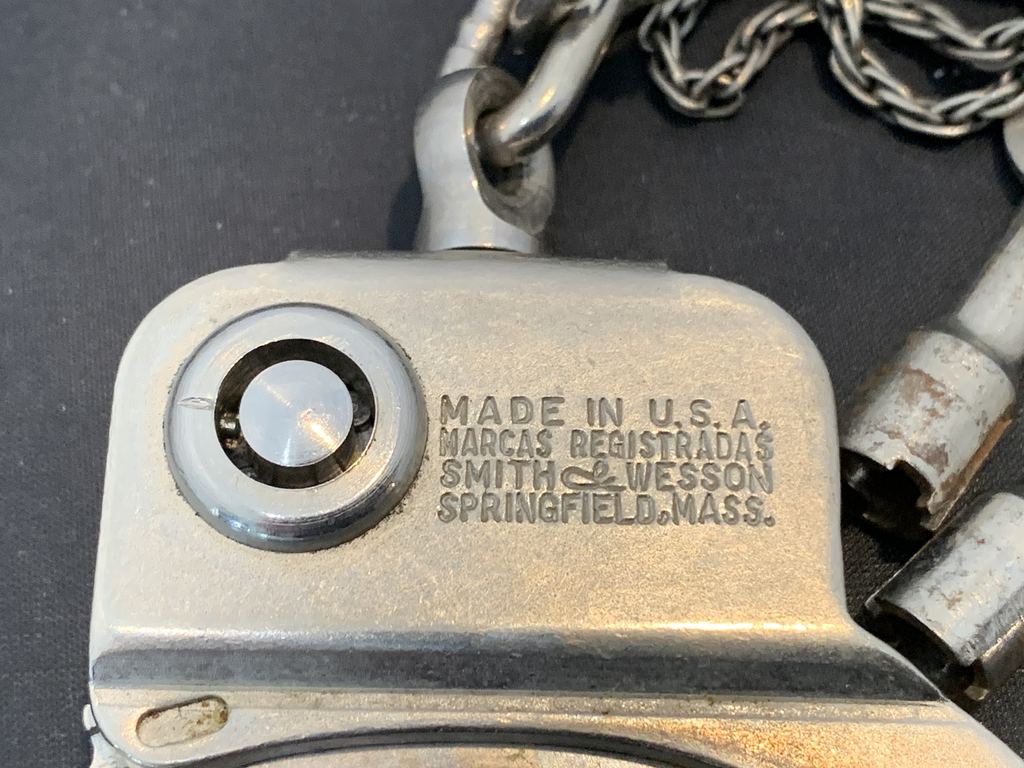 MADE IN U.S.A.
MARCAS REGISTRADAS
SMITH & WESSON
SPRINGFIELD, MASS.